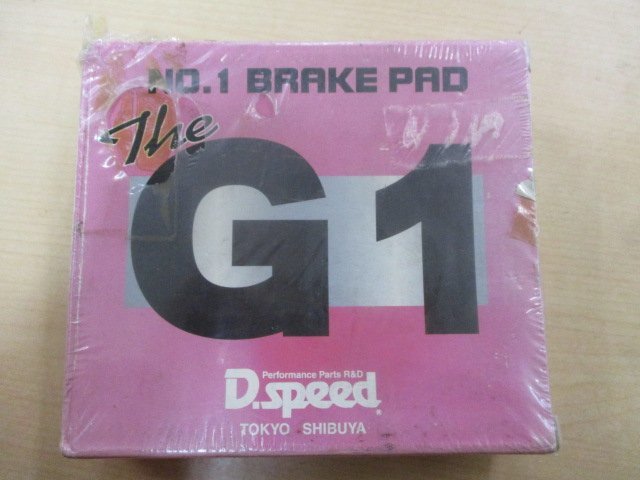 NO.1 BRAKE PAD
The
G1
Performance Parts R&D
D.speed®
TOKYO SHIBUYA